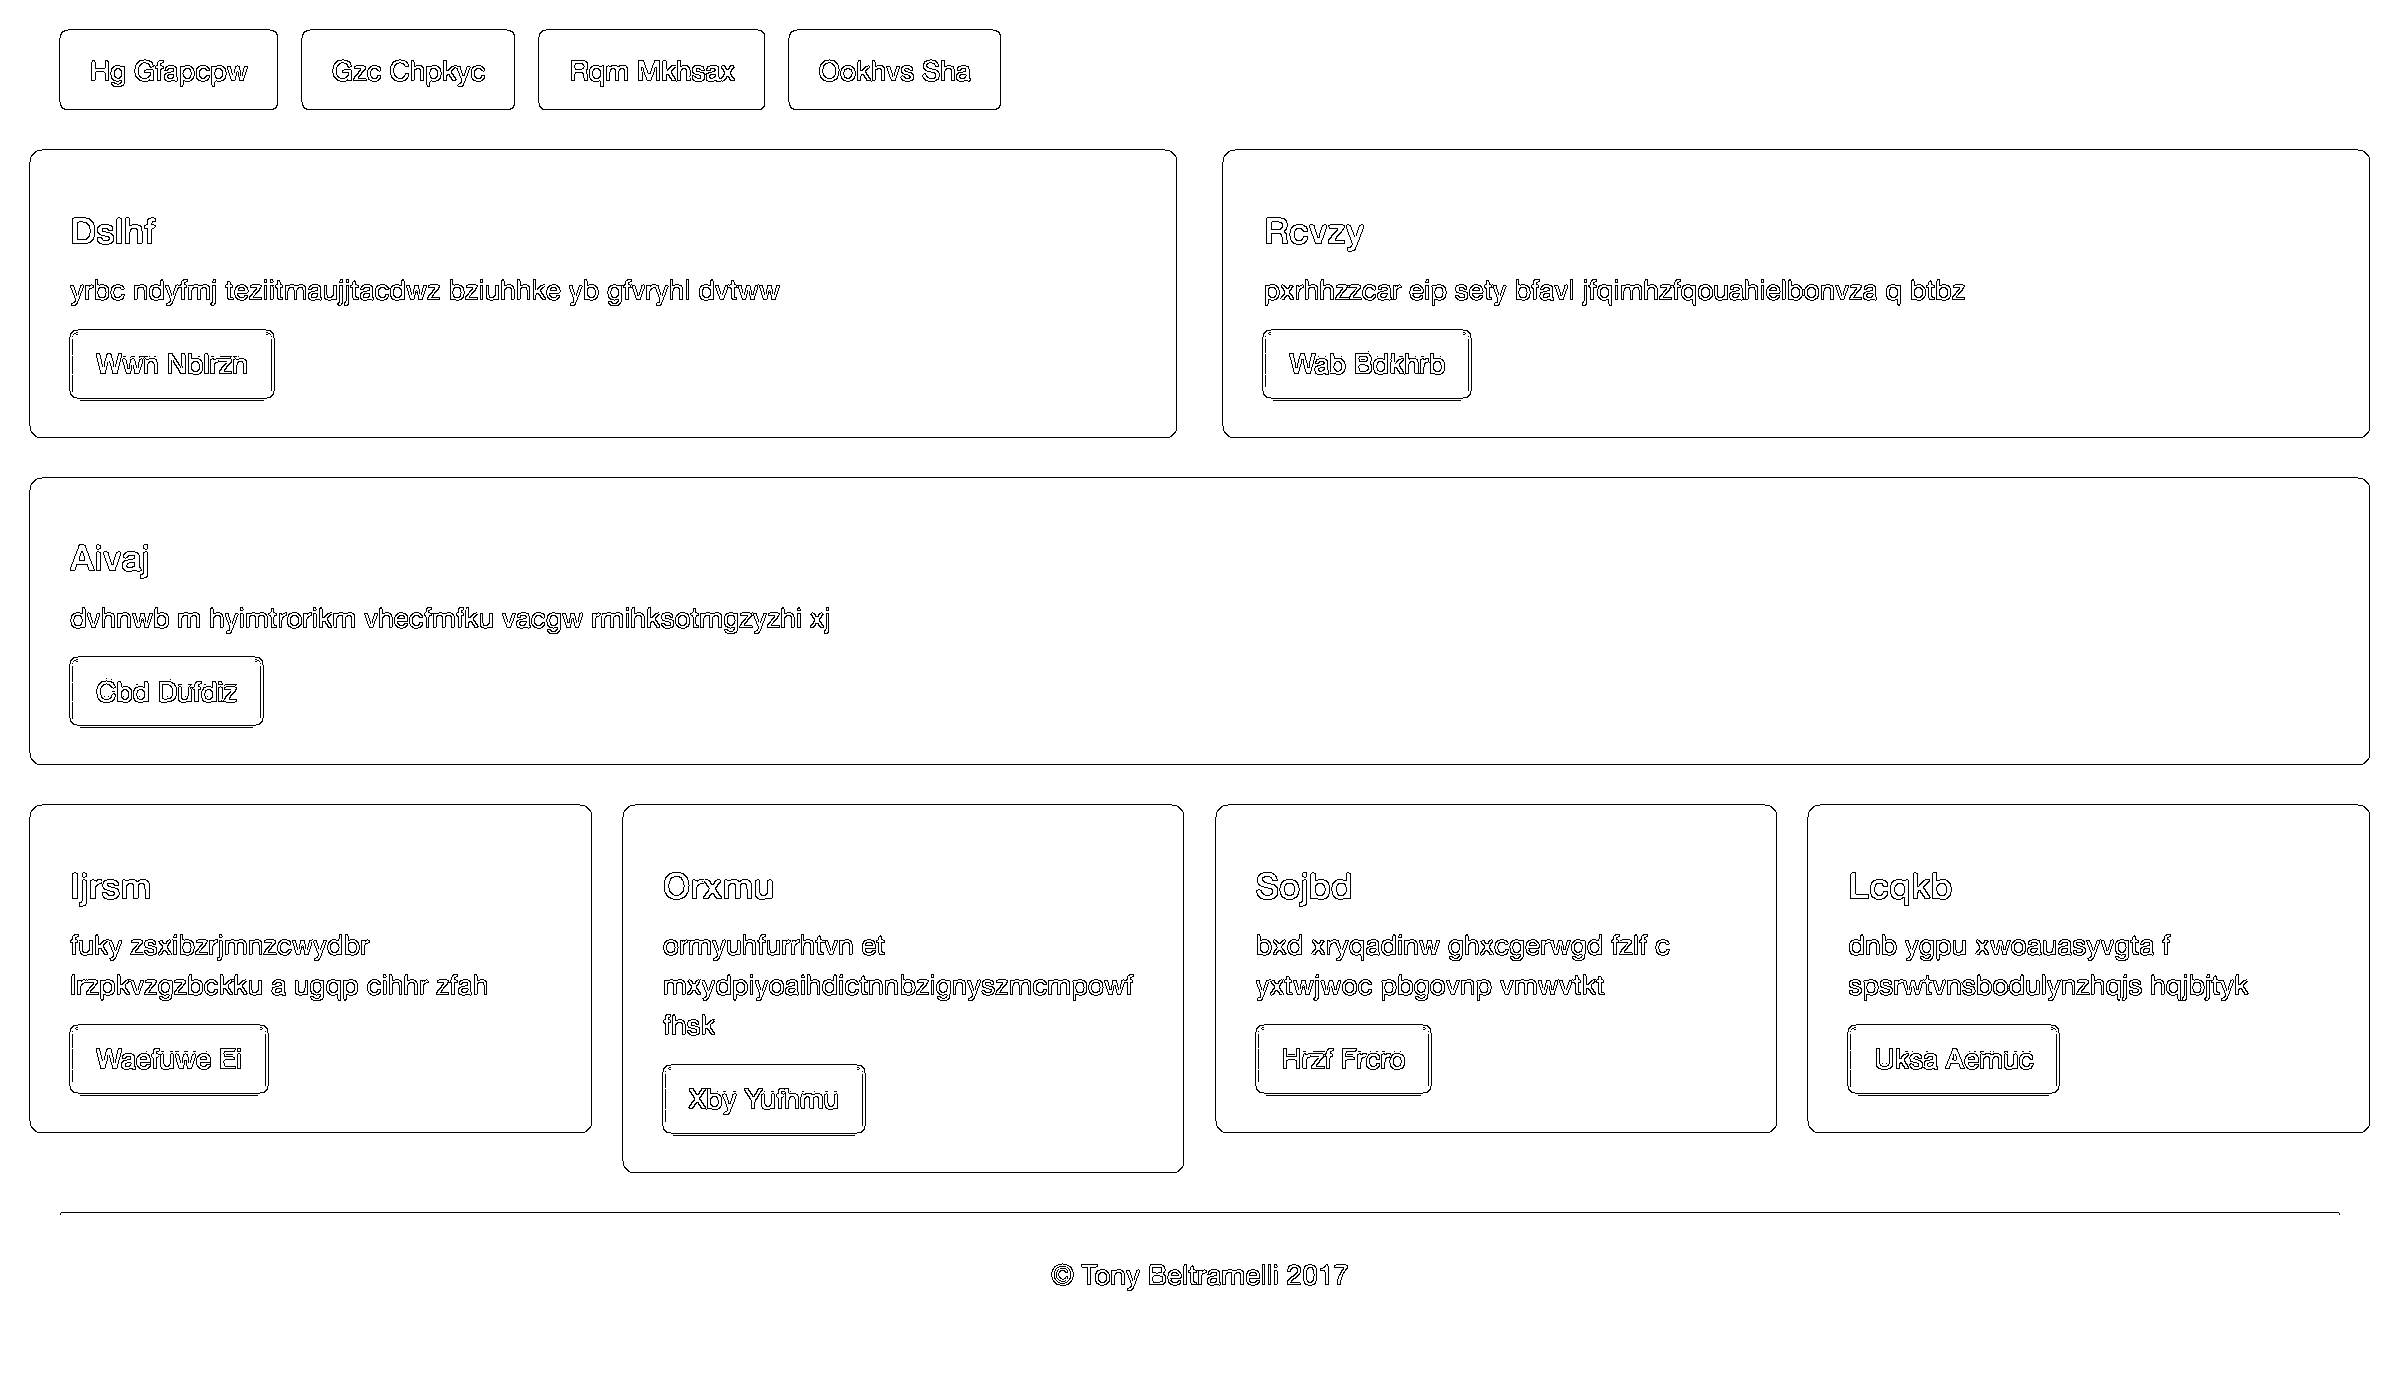 Hg Gfapcpw
Gzc Chpkyc
Rqm Mkhsax
Ookhvs Sha
Dslhf
yrbc ndyfmj teziitmaujjtacdwz bziuhhke yb gfvryhl dvtww
Wwn Nblrzn
Rcvzy
pxrhhzzcar eip sety bfavl jfqimhzfqouahielbonvza q btbz
Wab Bdkhrb
Aivaj
dvhnwb m hyimtrorikm vhecfmfku vacgw rmihksotmgzyzhi xj
Cbd Dufdiz
Ijrsm
fuky zsxibzrjmnzcwydbr
lrzpkvzgzbckku a ugqp cihhr zfah
Waefuwe Ei
Orxmu
ormyuhfurrhtvn et
mxydpiyoaihdictnnbzignyszmcmpowf
fhsk
Xby Yufhmu
Sojbd
bxd xryqadinw ghxcgerwgd fzlf c
yxtwjwoc pbgovnp vmwvtkt
Hrzf Frcro
Lcqkb
dnb ygpu xwoauasyvgta f
spsrwtvnsbodulynzhqjs hqjbjtyk
Uksa Aemuc
© Tony Beltramelli 2017